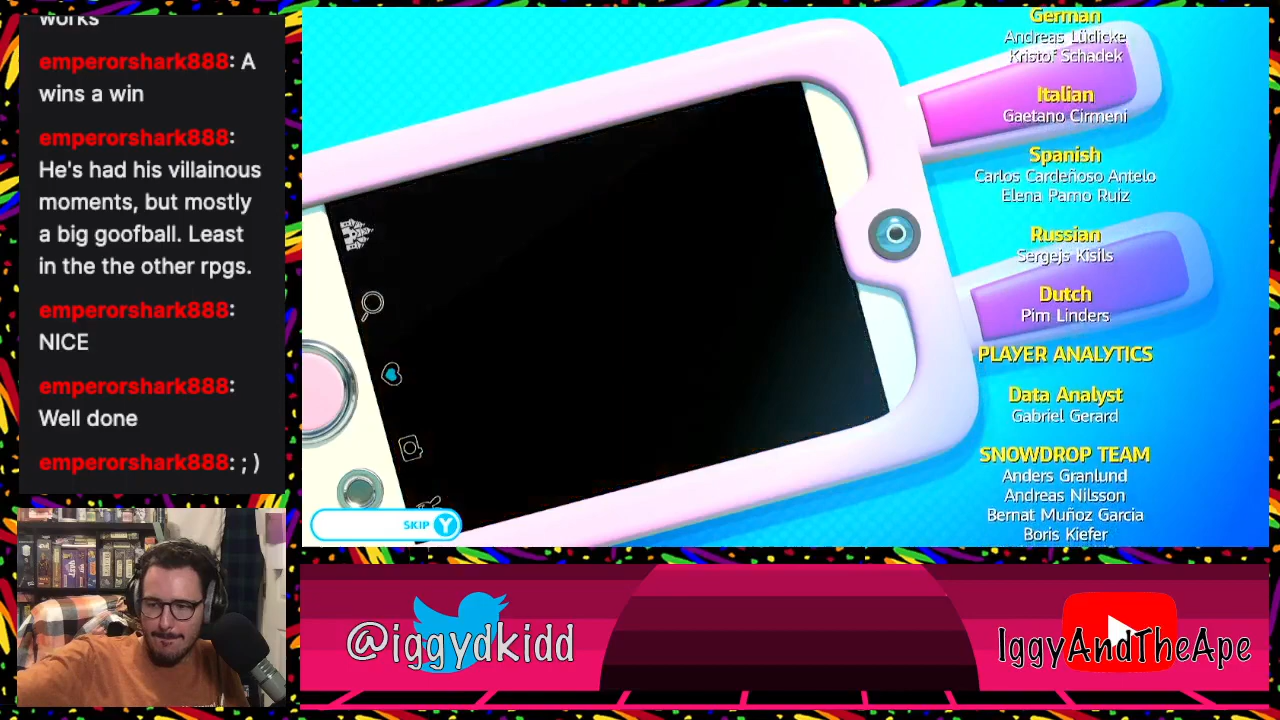 works
emperorshark888: A
wins a win
emperorshark888:
He's had his villainous
moments, but mostly
a big goofball. Least
in the the other rpgs.
emperorshark888:
NICE
emperorshark888:
Well done
emperorshark888: ; )
German
Andreas Lüdicke
Kristof Schadek
Italian
Gaetano Cirmeni
Spanish
Carlos Cardeñoso Antelo
Elena Pamo Ruiz
Russian
Sergejs Kisils
Dutch
Pim Linders
PLAYER ANALYTICS
Data Analyst
Gabriel Gerard
SNOWDROP TEAM
Anders Granlund
Andreas Nilsson
Bernat Muñoz Garcia
Boris Kiefer
SKIP Y
@iggydkidd
IggyAndTheApe